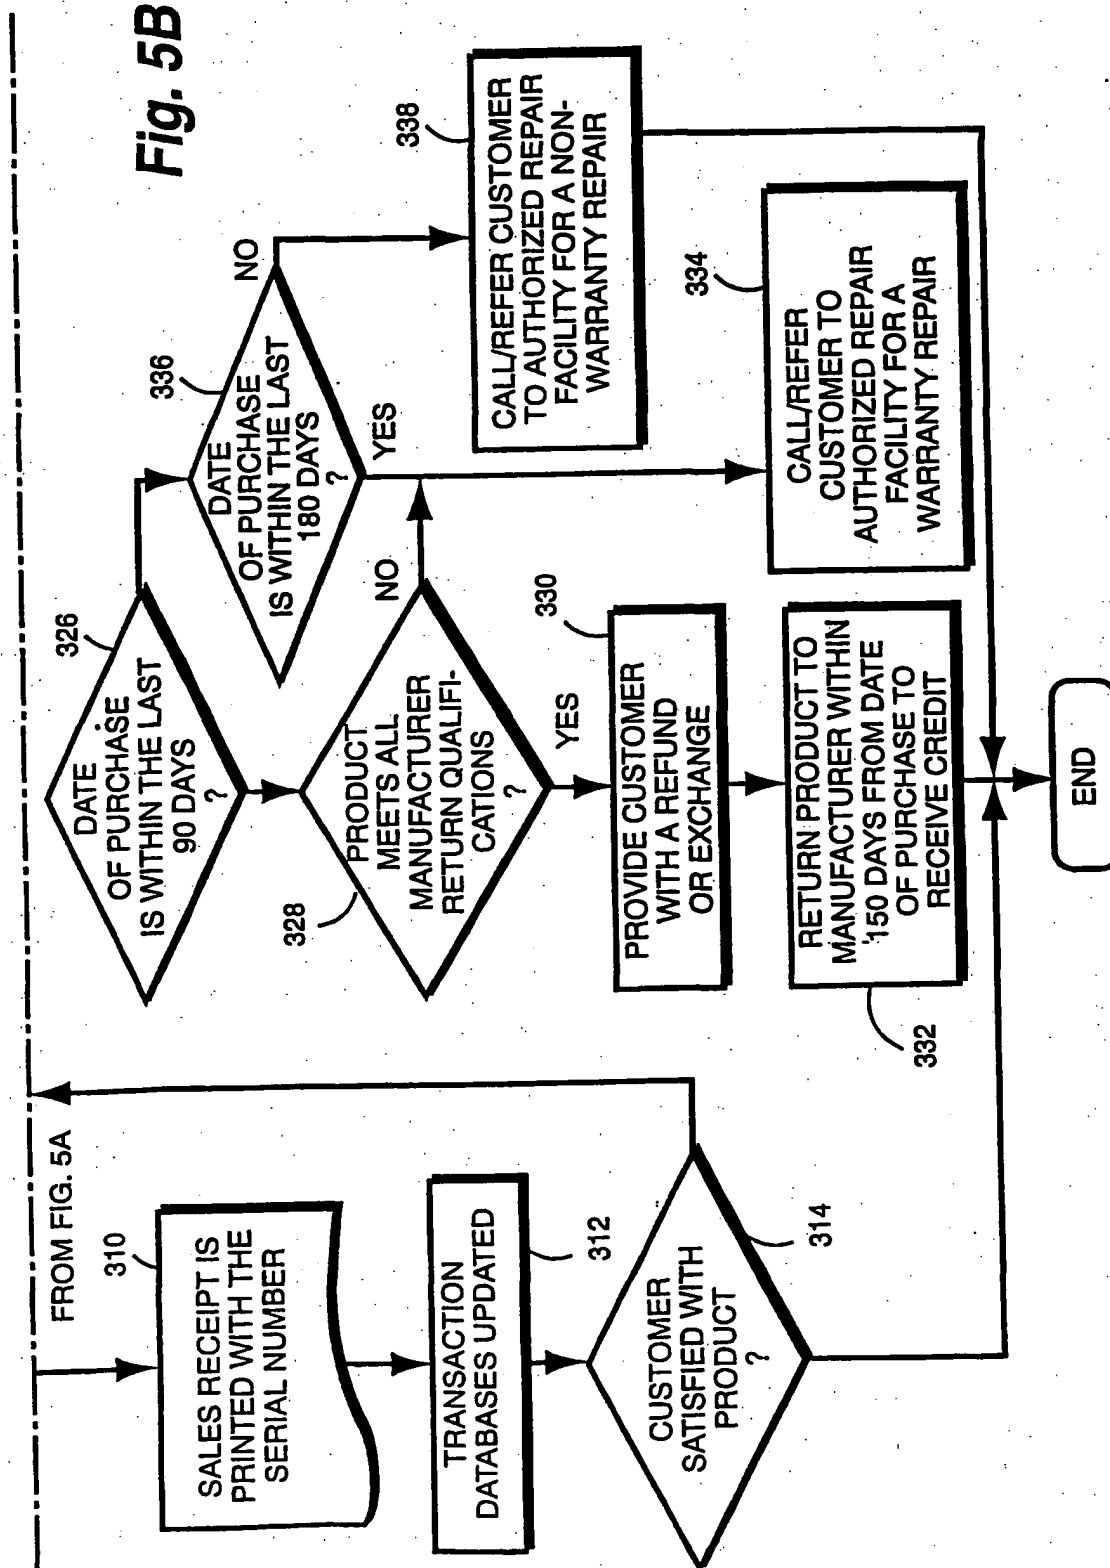 FROM FIG. 5A
310
SALES RECEIPT IS
PRINTED WITH THE
SERIAL NUMBER
TRANSACTION
DATABASES UPDATED
312
CUSTOMER
SATISFIED WITH
PRODUCT
?
314
326
DATE
OF PURCHASE
IS WITHIN THE LAST
90 DAYS
?
328
PRODUCT
MEETS ALL
MANUFACTURER
RETURN QUALIFI-
CATIONS
?
NO
YES
330
PROVIDE CUSTOMER
WITH A REFUND
OR EXCHANGE
RETURN PRODUCT TO
MANUFACTURER WITHIN
150 DAYS FROM DATE
OF PURCHASE TO
RECEIVE CREDIT
332
336
DATE
OF PURCHASE
IS WITHIN THE LAST
180 DAYS
?
NO
YES
338
CALL/REFER CUSTOMER
TO AUTHORIZED REPAIR
FACILITY FOR A NON-
WARRANTY REPAIR
334
CALL/REFER
CUSTOMER TO
AUTHORIZED REPAIR
FACILITY FOR A
WARRANTY REPAIR
END
Fig. 5B